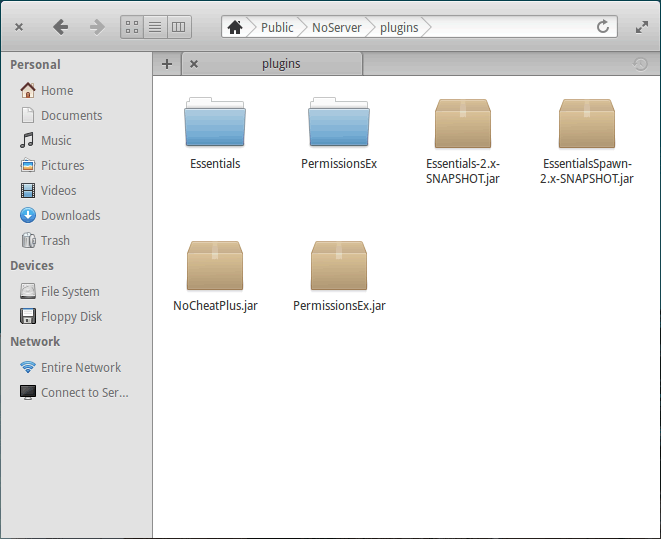 Public
NoServer
plugins
Personal
Home
Documents
Music
Pictures
Videos
Downloads
Trash
Devices
File System
Floppy Disk
Network
Entire Network
Connect to Ser...
plugins
Essentials
PermissionsEx
Essentials-2.x-
SNAPSHOT.jar
EssentialsSpawn-
2.x-SNAPSHOT.jar
NoCheatPlus.jar
PermissionsEx.jar